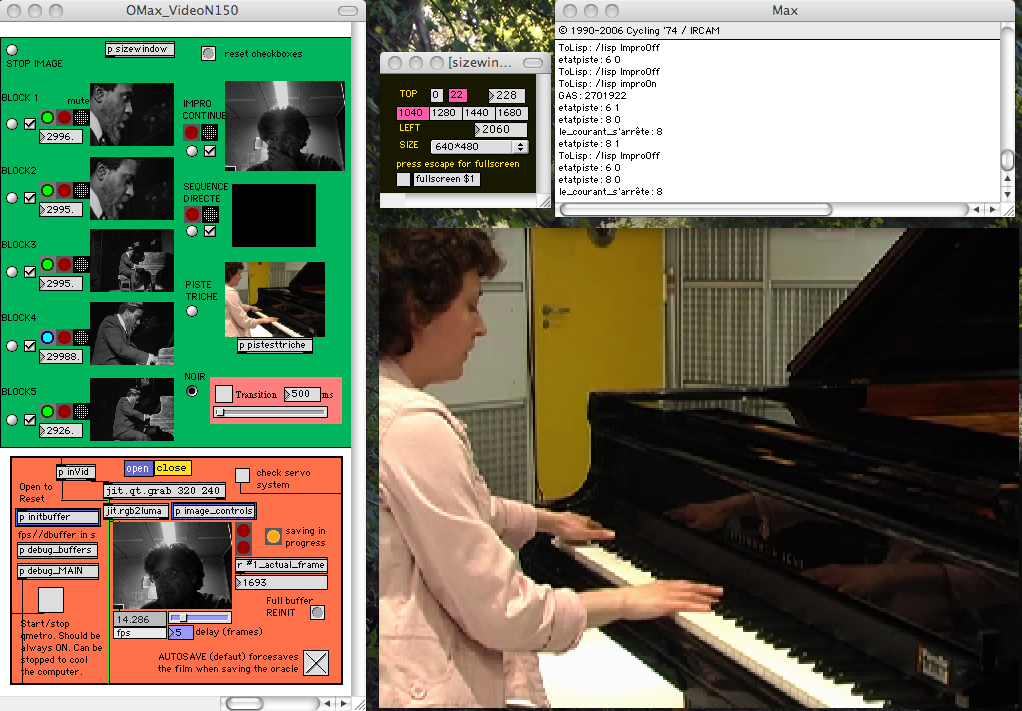 OMax_VideoN150
p sizewindow
reset checkboxes
STOP IMAGE
BLOCK 1
mute
2996.
IMPRO
CONTINUE
BLOCK2
2995.
SEQUENCE
DIRECTE
BLOCK3
2995.
PISTE
TRICHE
p pistesttriche
BLOCK4
29988.
NOIR
Transition
500
ms
BLOCK5
2926.
p inVid
open
close
check servo
system
Open to
Reset
jit.qt.grab 320 240
p initbuffer
jit.rgb2luma
p image_controls
fps//dbuffer in s
p debug_buffers
p debug_MAIN
saving in
progress
r #1_actual_frame
1693
Full buffer
REINIT
Start/stop
qmetro. Should be
always ON. Can be
stopped to cool
the computer.
14.286
fps
5
delay (frames)
AUTOSAVE (defaut) forcesaves
the film when saving the oracle
[sizewin...
TOP
0
22
228
1040
1280
1440
1680
LEFT
2060
SIZE
640*480
press escape for fullscreen
fullscreen $1
Max
© 1990-2006 Cycling '74 / IRCAM
ToLisp: /lisp ImproOff
etatpiste: 6 0
ToLisp: /lisp ImproOff
ToLisp: /lisp improOn
GAS: 2701922
etatpiste: 6 1
etatpiste: 8 0
le_courant_s'arrête: 8
etatpiste: 8 1
ToLisp: /lisp ImproOff
etatpiste: 6 0
etatpiste: 8 0
le_courant_s'arrête: 8